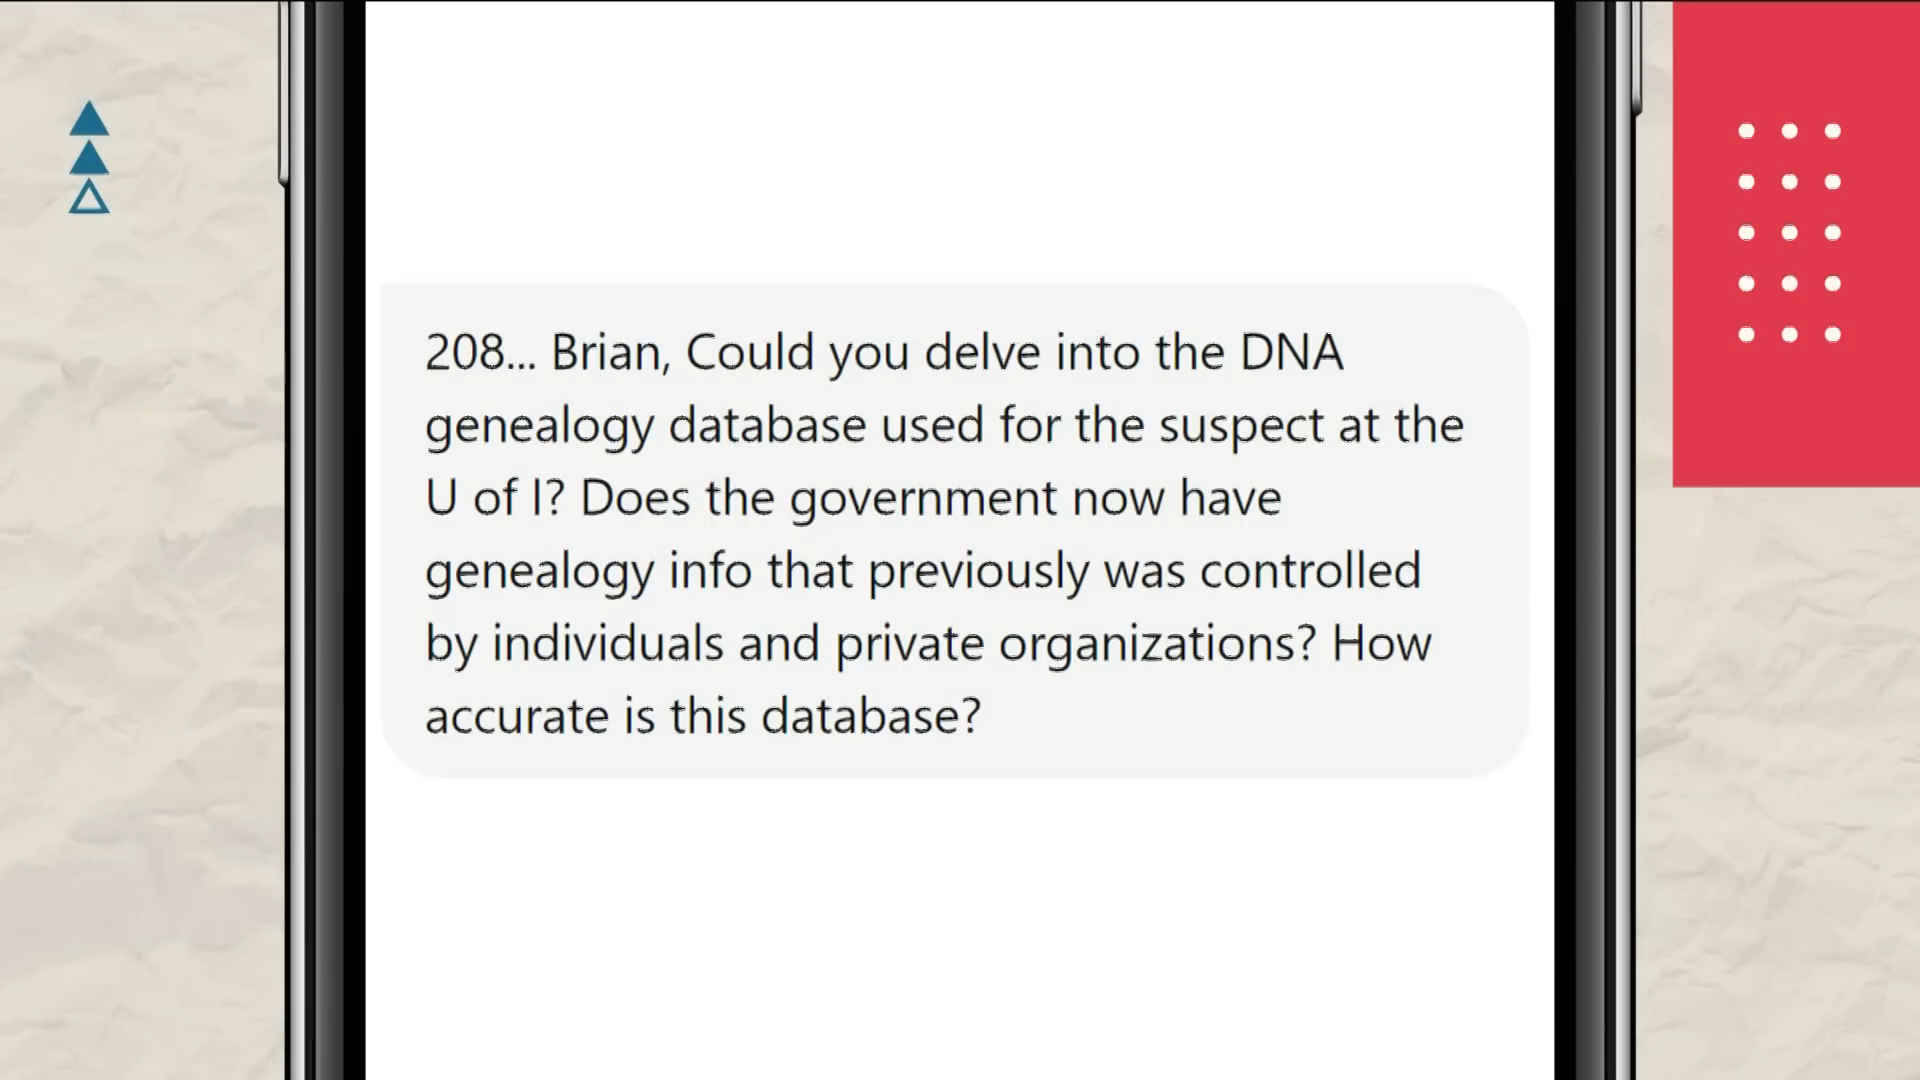 208... Brian, Could you delve into the DNA
genealogy database used for the suspect at the
U of I? Does the government now have
genealogy info that previously was controlled
by individuals and private organizations? How
accurate is this database?